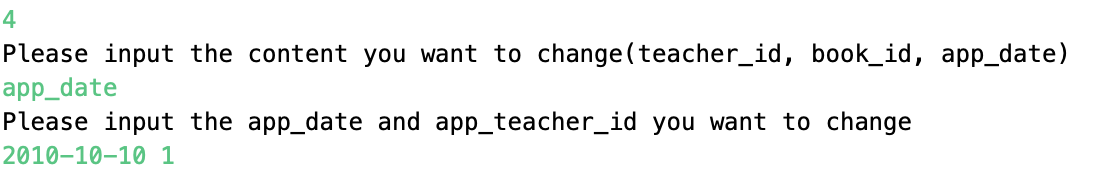 4
Please input the content you want to change(teacher_id, book_id, app_date)
app_date
Please input the app_date and app_teacher_id you want to change
2010-10-10 1